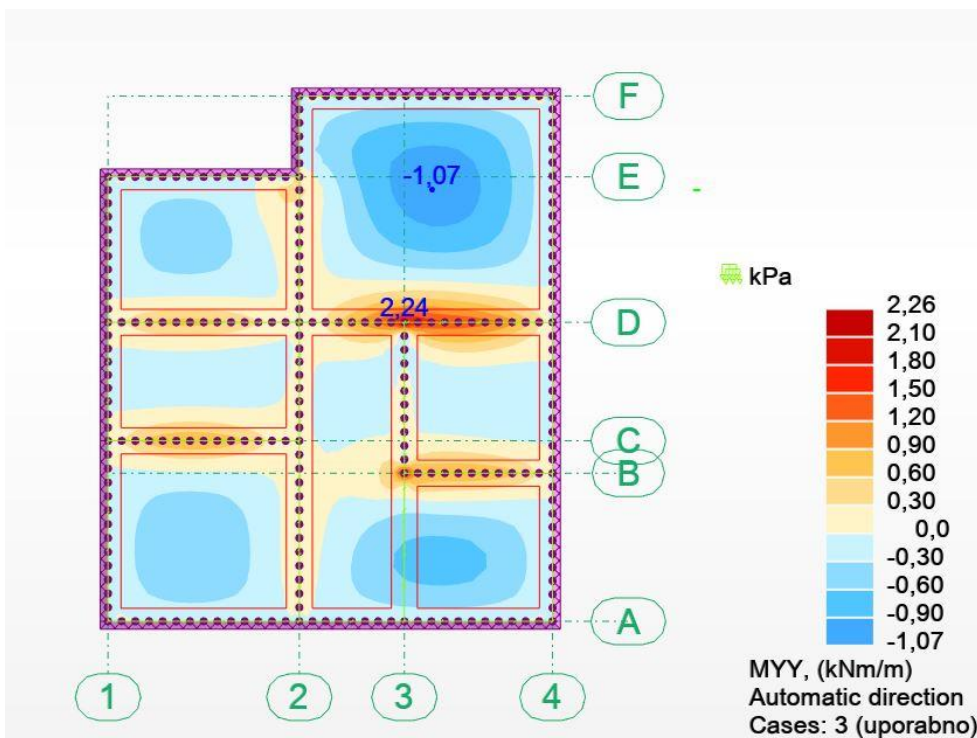 F
-1,07
E
kPa
2,24
D
2,26
2,10
1,80
1,50
1,20
0,90
0,60
0,30
0,0
-0,30
-0,60
-0,90
-1,07
C
B
A
MYY, (kNm/m)
Automatic direction
Cases: 3 (uporabno)
1 2 3 4